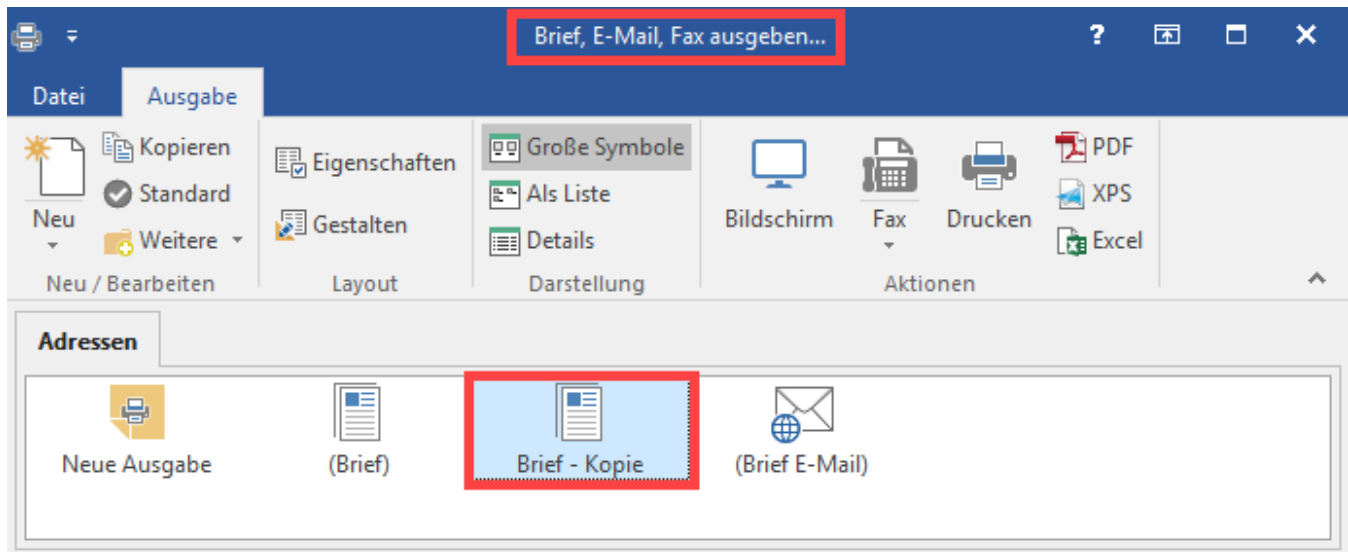 Brief, E-Mail, Fax ausgeben...
?
Datei
Ausgabe
Neu
Kopieren
Standard
Weitere
Neu / Bearbeiten
Eigenschaften
Gestalten
Layout
Große Symbole
Als Liste
Details
Darstellung
Bildschirm
Fax
Drucken
PDF
XPS
Excel
Aktionen
Adressen
Neue Ausgabe
(Brief)
Brief - Kopie
(Brief E-Mail)